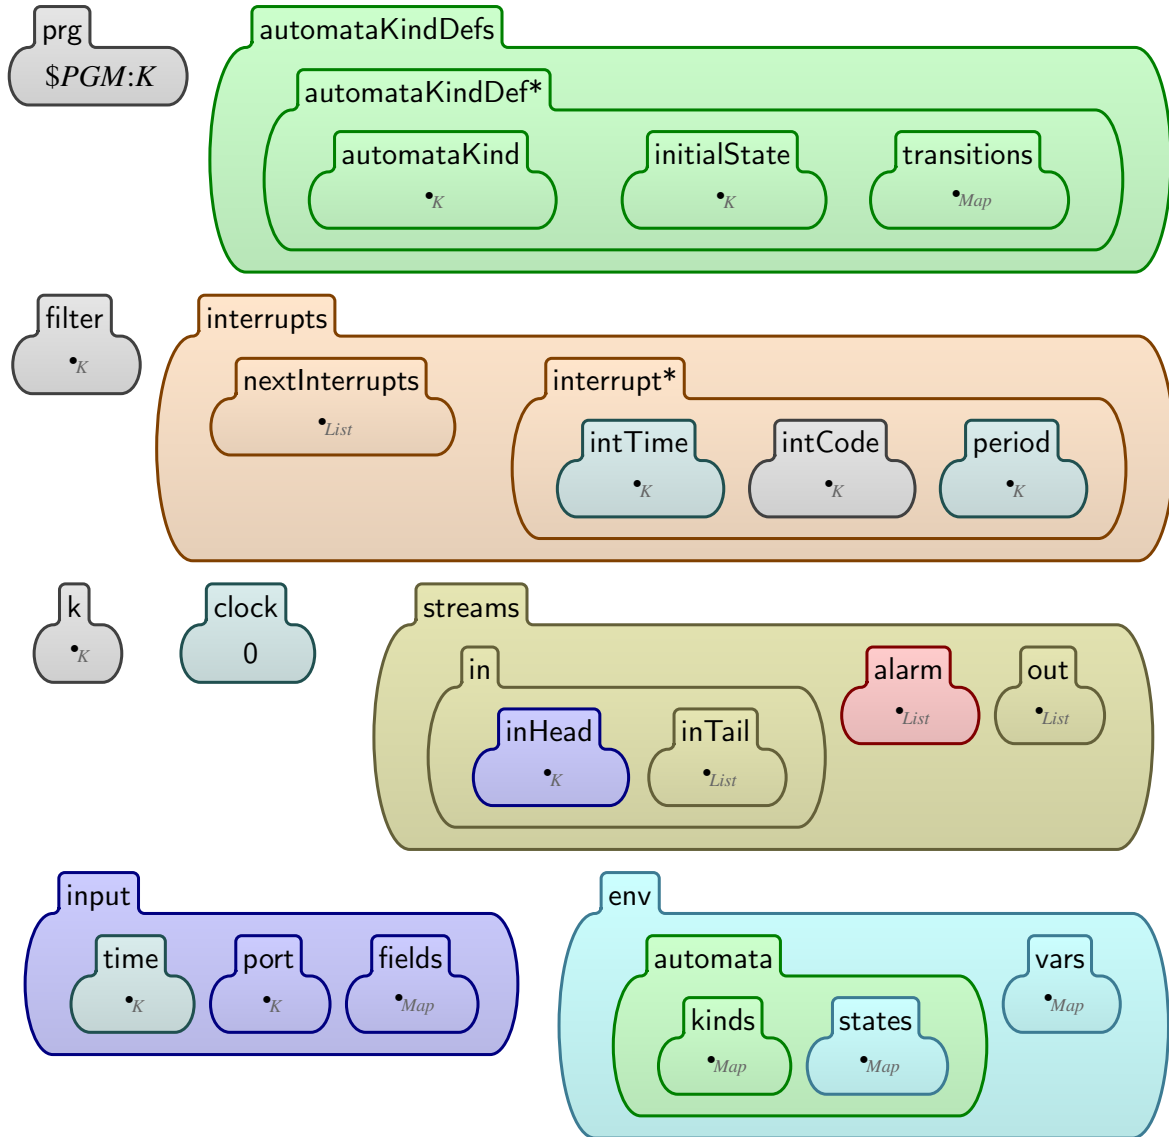 prg
automataKindDefs
$PGM:K
automataKindDef*
automataKind initialState transitions
•K •K •Map
filter interrupts
•K
nextInterrupts interrupt*
•List
intTime intCode period
•K •K •K
k clock streams
•K 0
in alarm out
•List •List
inHead inTail
•K •List
input env
time port fields automata vars
•K •K •Map •Map
kinds states
•Map •Map